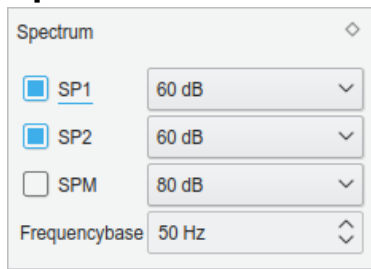 Spectrum
SP1 60 dB
SP2 60 dB
SPM 80 dB
Frequencybase 50 Hz